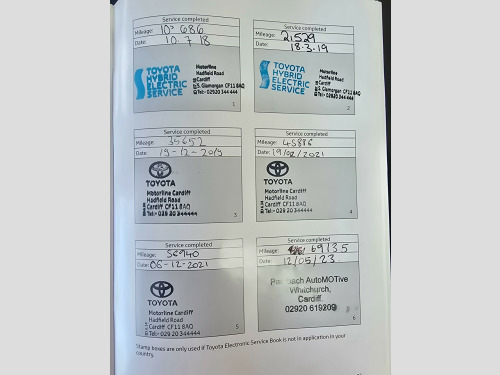 Service completed
Mileage: 10 686
Date: 10.7.18
TOYOTA
HYBRID
ELECTRIC
SERVICE
Motorline
Hadfield Road
Cardiff
S. Glamorgan CF11 8AQ
Tel:- 02920 344 444
1
Service completed
Mileage: 21529
Date: 18.3.19
TOYOTA
HYBRID
ELECTRIC
SERVICE
Motorline
Hadfield Road
Cardiff
S. Glamorgan CF11 8AQ
Tel:- 02920 344 444
2
Service completed
Mileage: 35652
Date: 19-12-2019
TOYOTA
Motorline Cardiff
Hadfield Road
Cardiff CF11 8AQ
Tel:- 029 20 344444
3
Service completed
Mileage: 45886
Date: 19/02/2021
TOYOTA
Motorline Cardiff
Hadfield Road
Cardiff CF11 8AQ
Tel:- 029 20 344444
4
Service completed
Mileage: 56940
Date: 06-12-2021
TOYOTA
Motorline Cardiff
Hadfield Road
Cardiff CF11 8AQ
Tel:- 029 20 344444
5
Service completed
Mileage: 69135
Date: 12/05/23
AutoMOTive
Whitchurch,
Cardiff.
02920 619209
6
Stamp boxes are only used if Toyota Electronic Service Book is not in application in your
country.